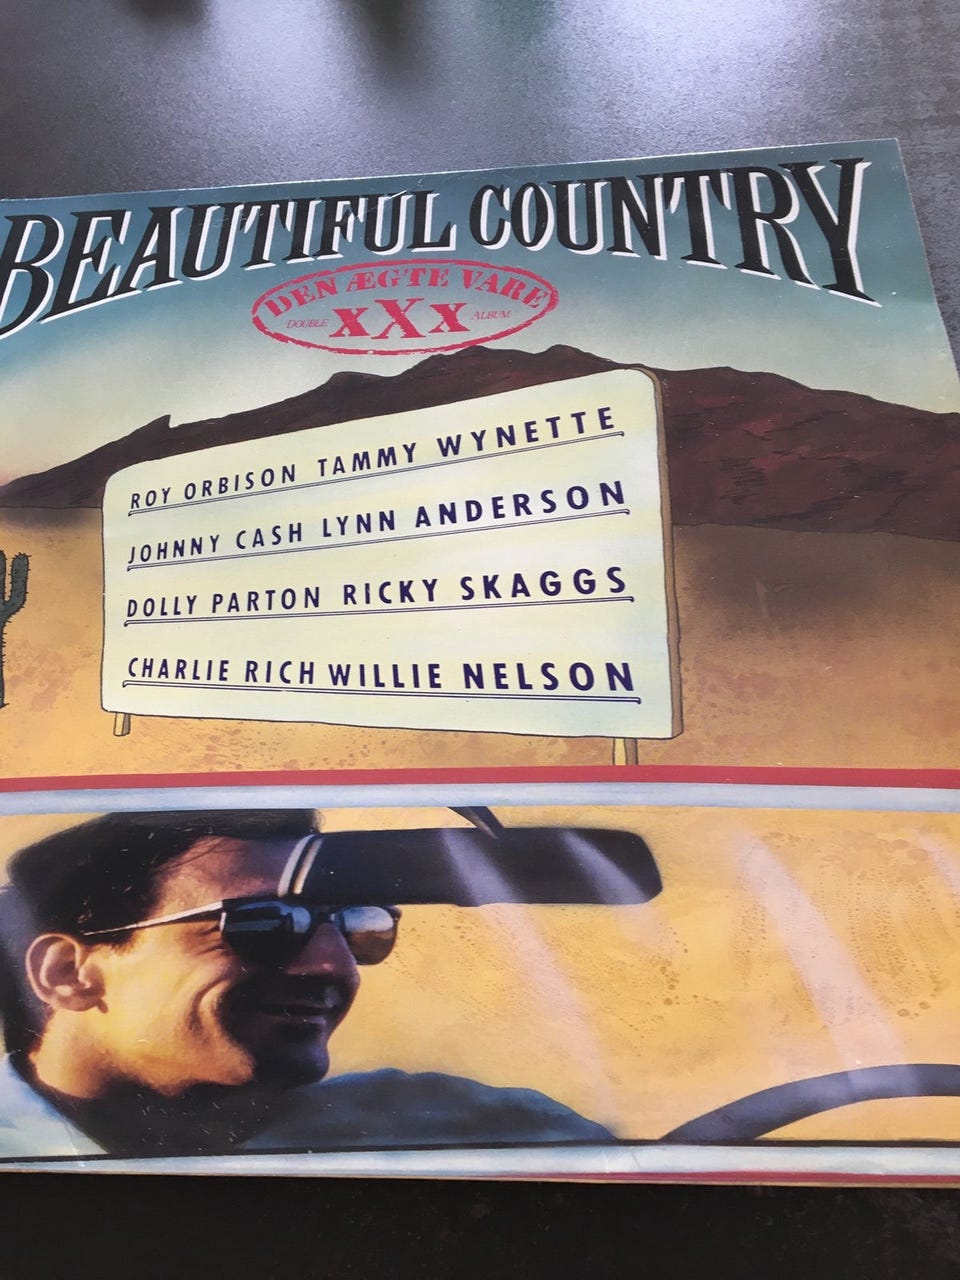 BEAUTIFUL COUNTRY
DEN ÆGTE VARE
DOUBLE xXx ALBUM
ROY ORBISON TAMMY WYNETTE
JOHNNY CASH LYNN ANDERSON
DOLLY PARTON RICKY SKAGGS
CHARLIE RICH WILLIE NELSON